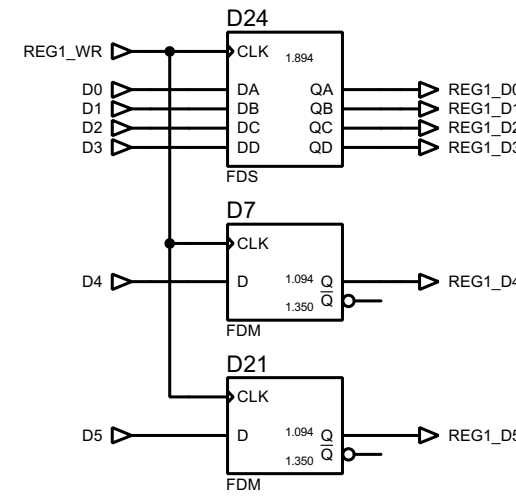 D24
REG1_WR CLK 1.894
D0 DA QA REG1_D0
D1 DB QB REG1_D1
D2 DC QC REG1_D2
D3 DD QD REG1_D3
FDS
D7
CLK
D4 D 1.094 Q REG1_D4
1.350 Q
FDM
D21
CLK
D5 D 1.094 Q REG1_D5
1.350 Q
FDM